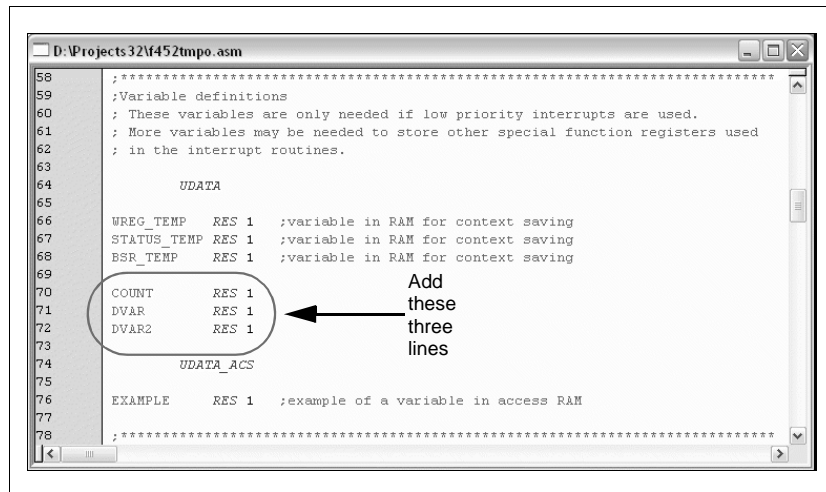 D:\Projects32\f452tmpo.asm
58 ;******************************************************************************
59 ;Variable definitions
60 ; These variables are only needed if low priority interrupts are used.
61 ; More variables may be needed to store other special function registers used
62 ; in the interrupt routines.
63
64 UDATA
65
66 WREG_TEMP RES 1 ;variable in RAM for context saving
67 STATUS_TEMP RES 1 ;variable in RAM for context saving
68 BSR_TEMP RES 1 ;variable in RAM for context saving
69
70 COUNT RES 1
71 DVAR RES 1
72 DVAR2 RES 1
73
74 UDATA_ACS
75
76 EXAMPLE RES 1 ;example of a variable in access RAM
77
78 ;******************************************************************************
Add
these
three
lines